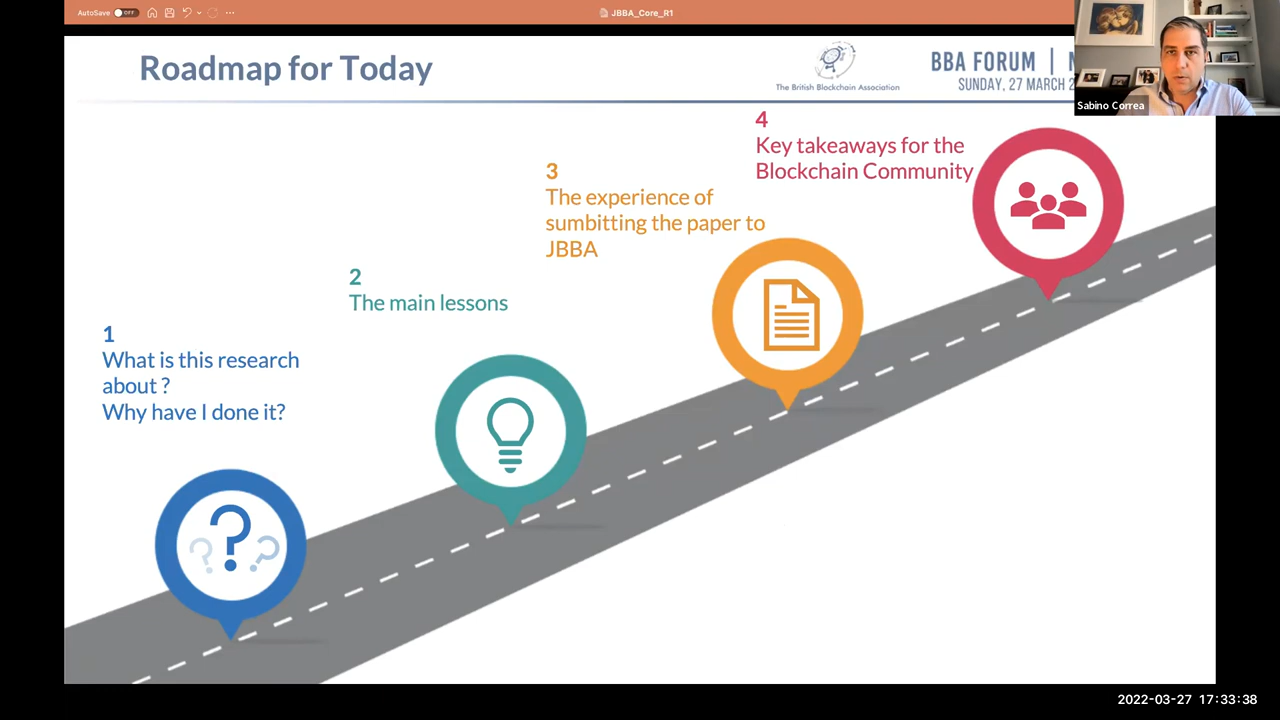 AutoSave OFF
JBBA_Core_R1
Roadmap for Today
The British Blockchain Association
BBA FORUM |
SUNDAY, 27 MARCH
Sabino Correa
4
Key takeaways for the
Blockchain Community
3
The experience of
sumbitting the paper to
JBBA
2
The main lessons
1
What is this research
about ?
Why have I done it?
2022-03-27 17:33:38